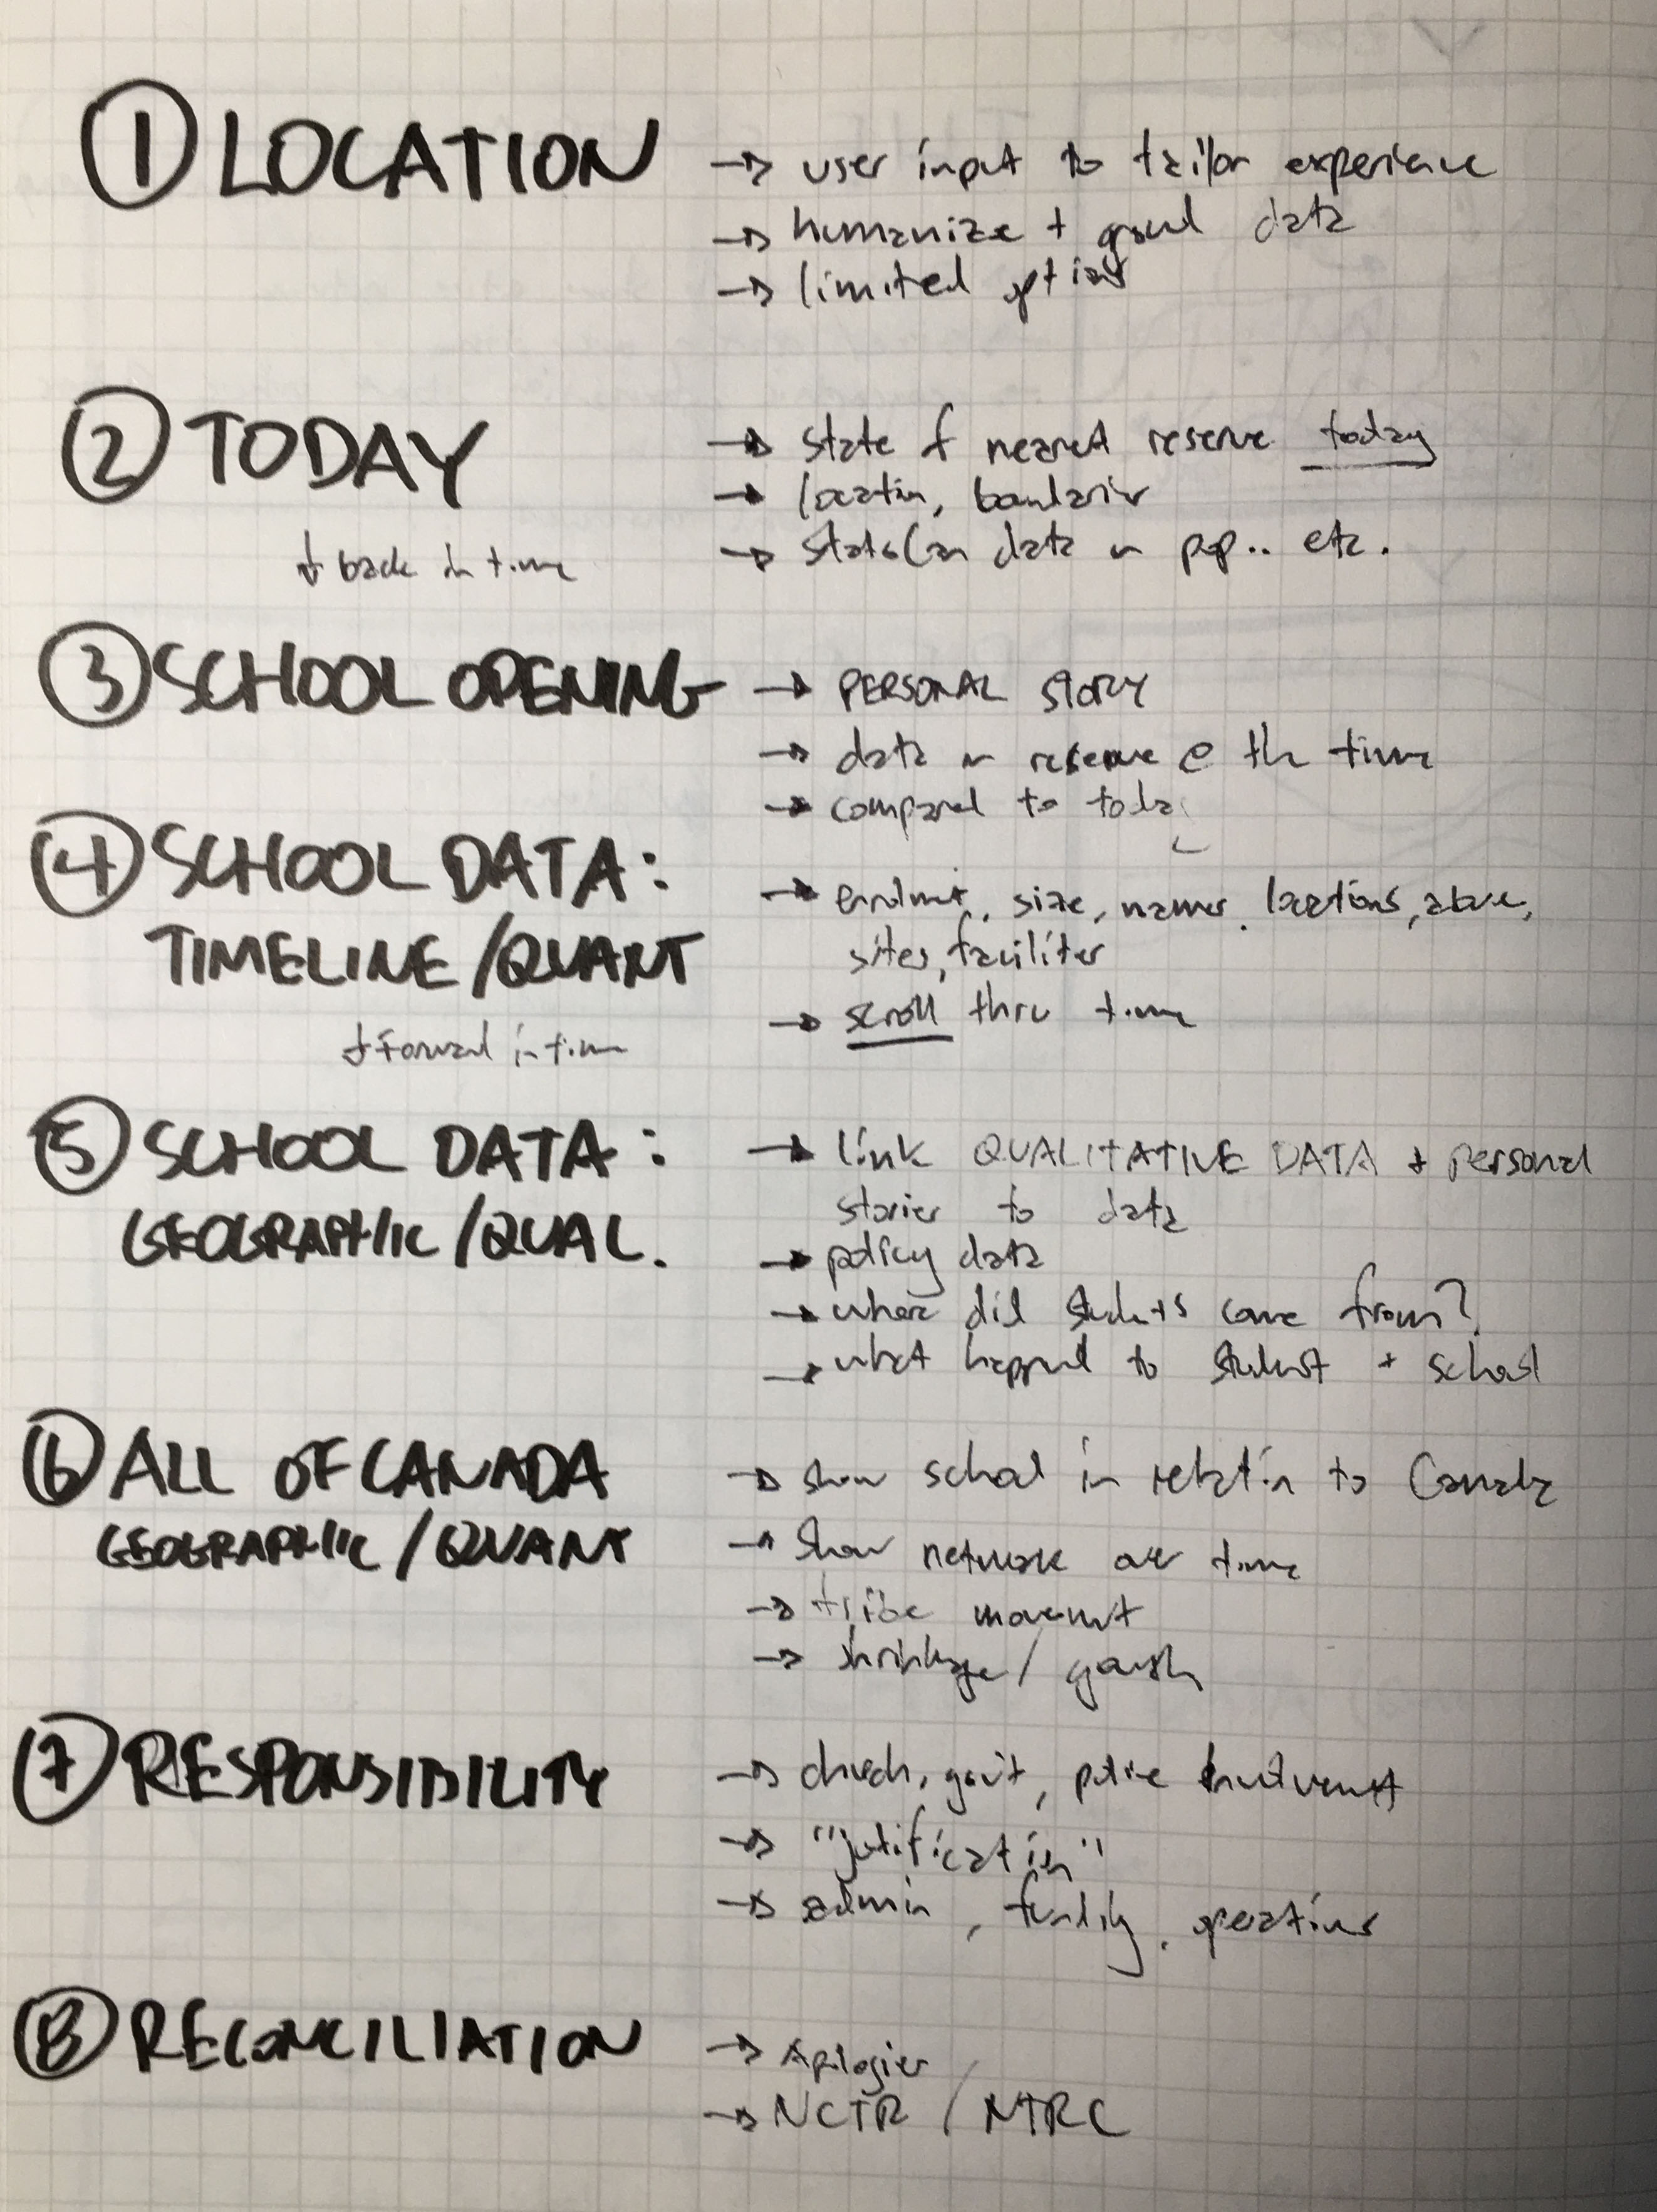 ① LOCATION → user input to tailor experience
→ humanize + ground data
→ limited options
② TODAY → state of nearest reserve today
→ location, boundaries
↓ back in time → StatsCan data on pop.. etc.
③ SCHOOL OPENING → PERSONAL STORY
→ data on reserve @ the time
→ compared to today
④ SCHOOL DATA: → enrolment, size, names, locations, abuse,
TIMELINE/QUANT sites, facilities
→ scroll thru time
↓ Forward in time
⑤ SCHOOL DATA: → link QUALITATIVE DATA + personal
GEOGRAPHIC/QUAL. stories to data
→ policy data
→ where did students come from?
→ what happened to student + school
⑥ ALL OF CANADA → show school in relation to Canada
GEOGRAPHIC/QUANT → show network over time
→ tribe movement
→ shrinkage/growth
⑦ RESPONSIBILITY → church, gov't, police involvement
→ "justification"
→ admin, funding, operations
⑧ RECONCILIATION → Apologies
→ NCTR / NTRC